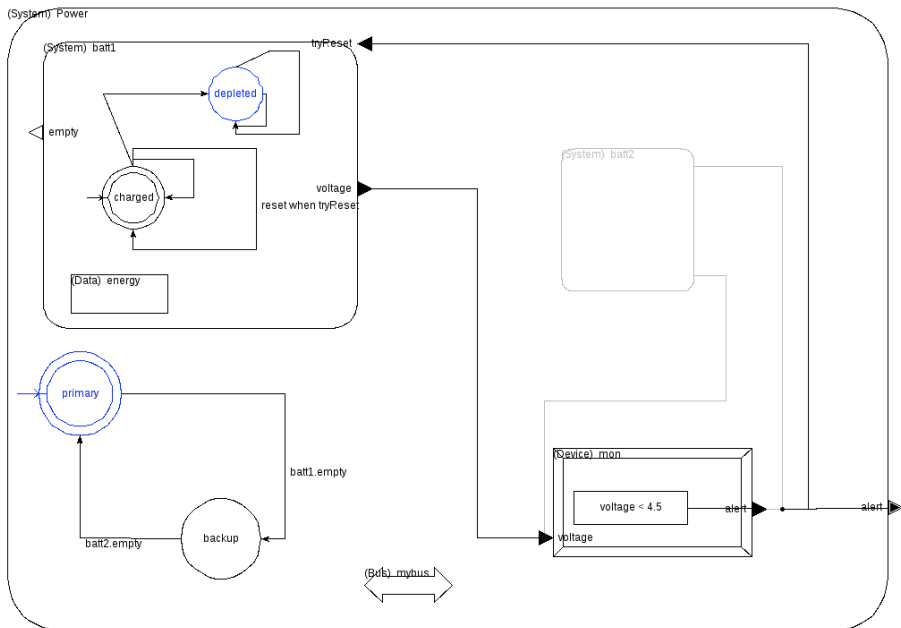 (System) Power
(System) batt1
tryReset
depleted
empty
(System) batt2
charged
voltage
reset when tryReset
(Data) energy
primary
batt1.empty
(Device) mon
voltage < 4.5
alert
alert
backup
batt2.empty
voltage
(Bus) mybus